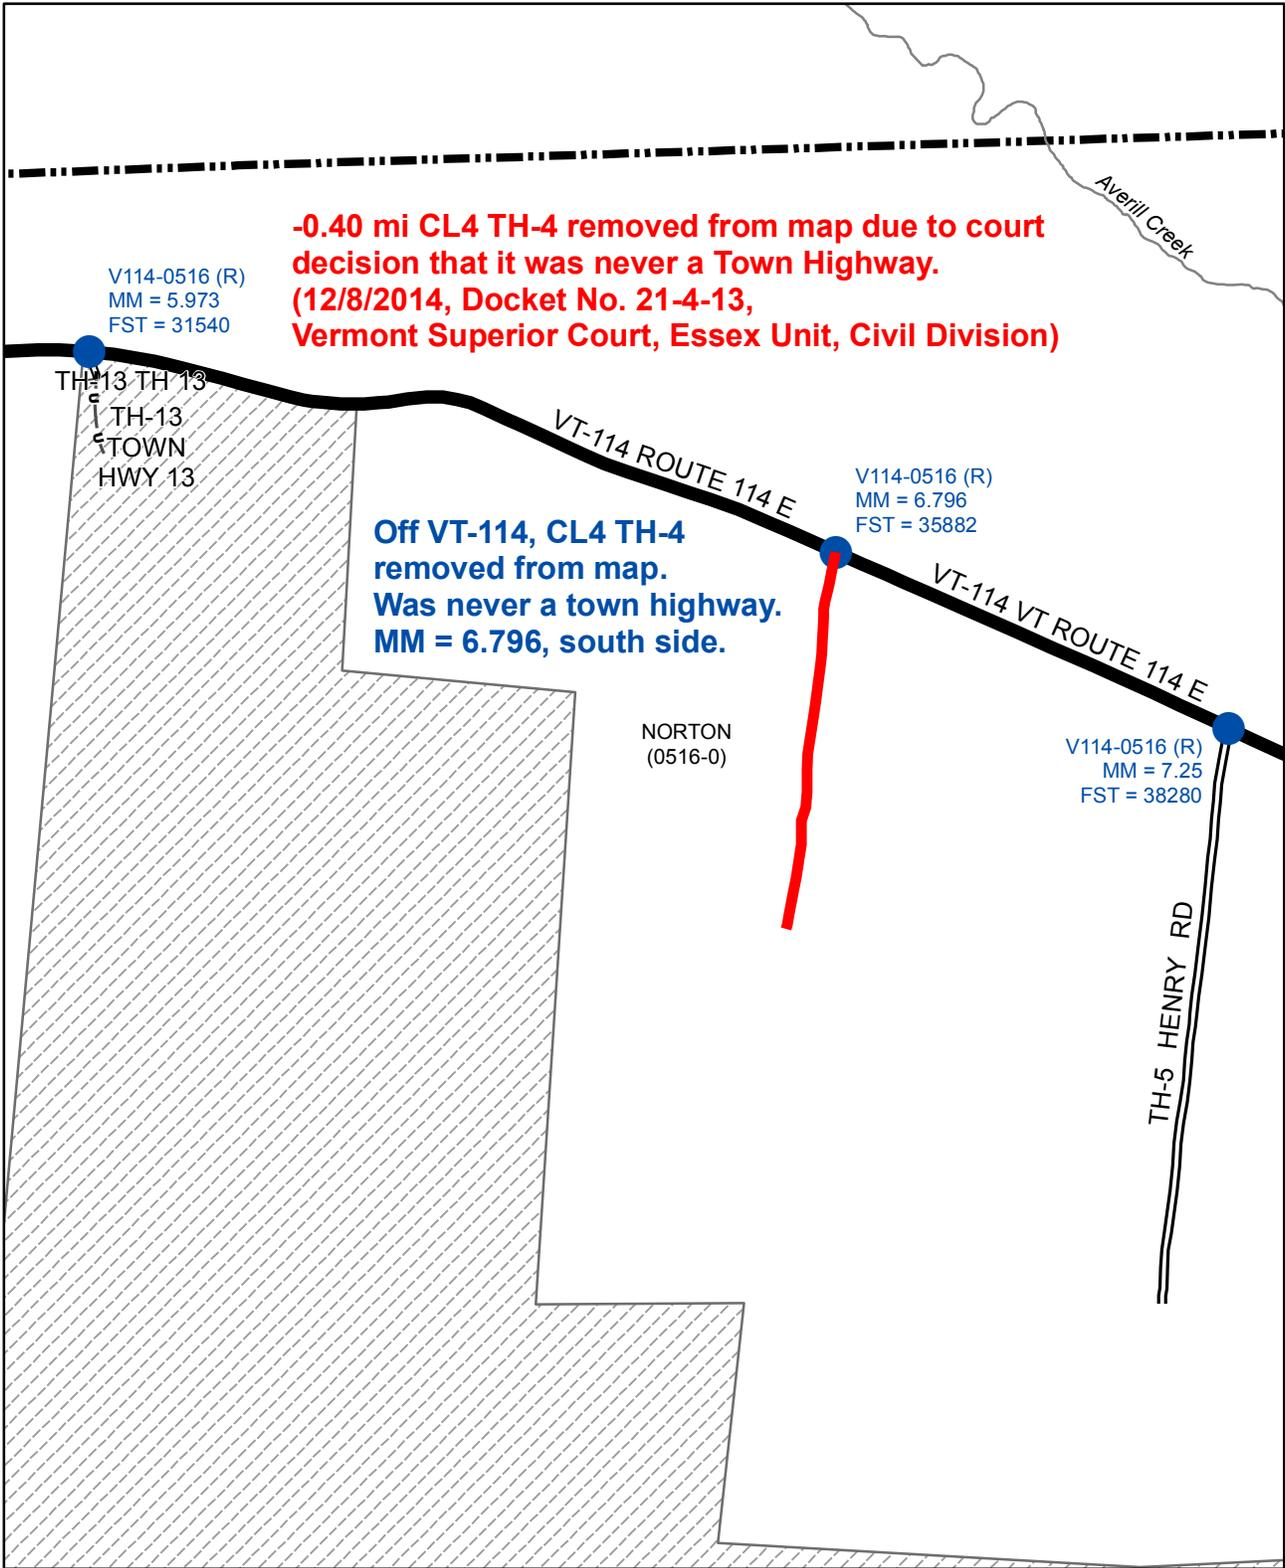 Averill Creek
-0.40 mi CL4 TH-4 removed from map due to court
decision that it was never a Town Highway.
(12/8/2014, Docket No. 21-4-13,
Vermont Superior Court, Essex Unit, Civil Division)
V114-0516 (R)
MM = 5.973
FST = 31540
TH-13 TH 13
TH-13
TOWN
HWY 13
VT-114 ROUTE 114 E
V114-0516 (R)
MM = 6.796
FST = 35882
Off VT-114, CL4 TH-4
removed from map.
Was never a town highway.
MM = 6.796, south side.
VT-114 VT ROUTE 114 E
NORTON
(0516-0)
V114-0516 (R)
MM = 7.25
FST = 38280
TH-5 HENRY RD